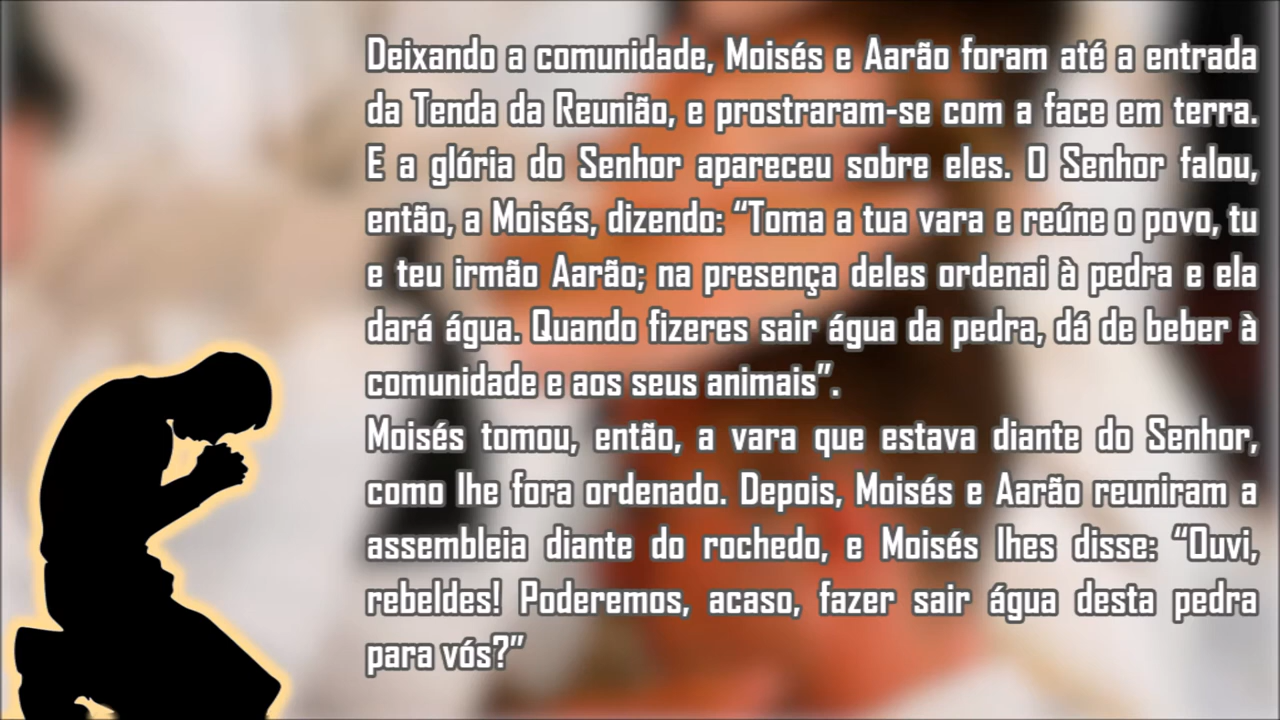 Deixando a comunidade, Moisés e Aarão foram até a entrada
da Tenda da Reunião, e prostraram-se com a face em terra.
E a glória do Senhor apareceu sobre eles. O Senhor falou,
então, a Moisés, dizendo: “Toma a tua vara e reúne o povo, tu
e teu irmão Aarão; na presença deles ordenai à pedra e ela
dará água. Quando fizeres sair água da pedra, dá de beber à
comunidade e aos seus animais”.
Moisés tomou, então, a vara que estava diante do Senhor,
como lhe fora ordenado. Depois, Moisés e Aarão reuniram a
assembleia diante do rochedo, e Moisés lhes disse: “Ouvi,
rebeldes! Poderemos, acaso, fazer sair água desta pedra
para vós?”